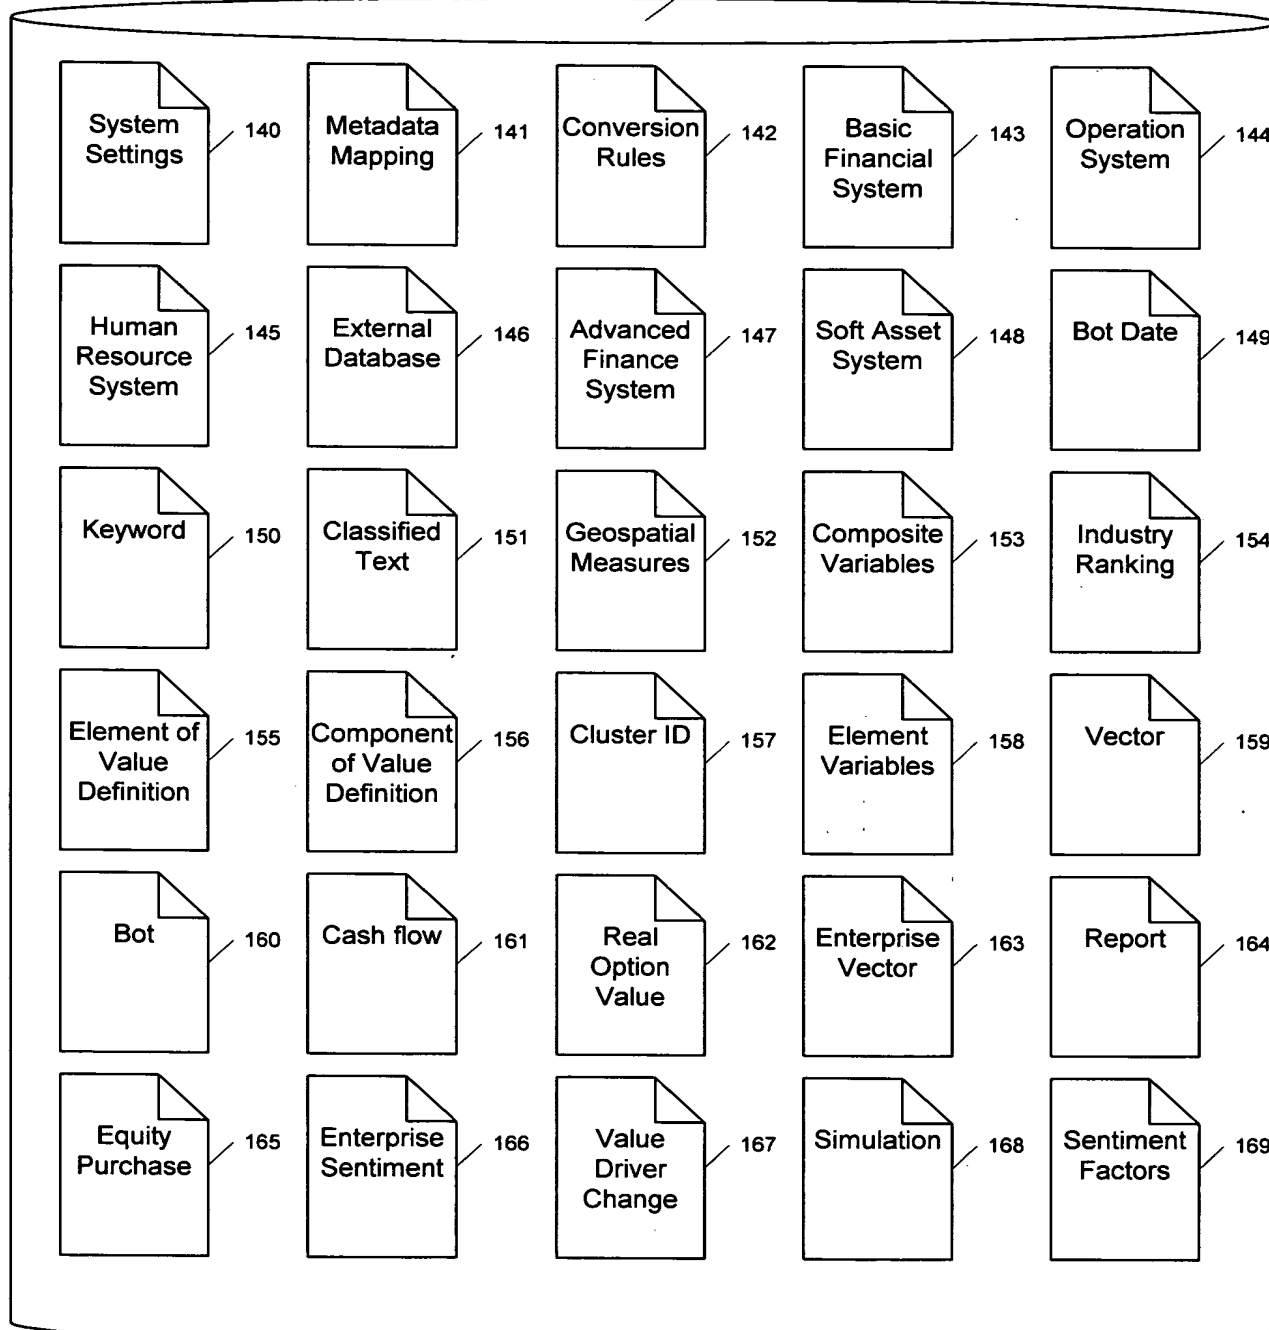 System
Settings
140
Metadata
Mapping
141
Conversion
Rules
142
Basic
Financial
System
143
Operation
System
144
Human
Resource
System
145
External
Database
146
Advanced
Finance
System
147
Soft Asset
System
148
Bot Date
149
Keyword
150
Classified
Text
151
Geospatial
Measures
152
Composite
Variables
153
Industry
Ranking
154
Element of
Value
Definition
155
Component
of Value
Definition
156
Cluster ID
157
Element
Variables
158
Vector
159
Bot
160
Cash flow
161
Real
Option
Value
162
Enterprise
Vector
163
Report
164
Equity
Purchase
165
Enterprise
Sentiment
166
Value
Driver
Change
167
Simulation
168
Sentiment
Factors
169